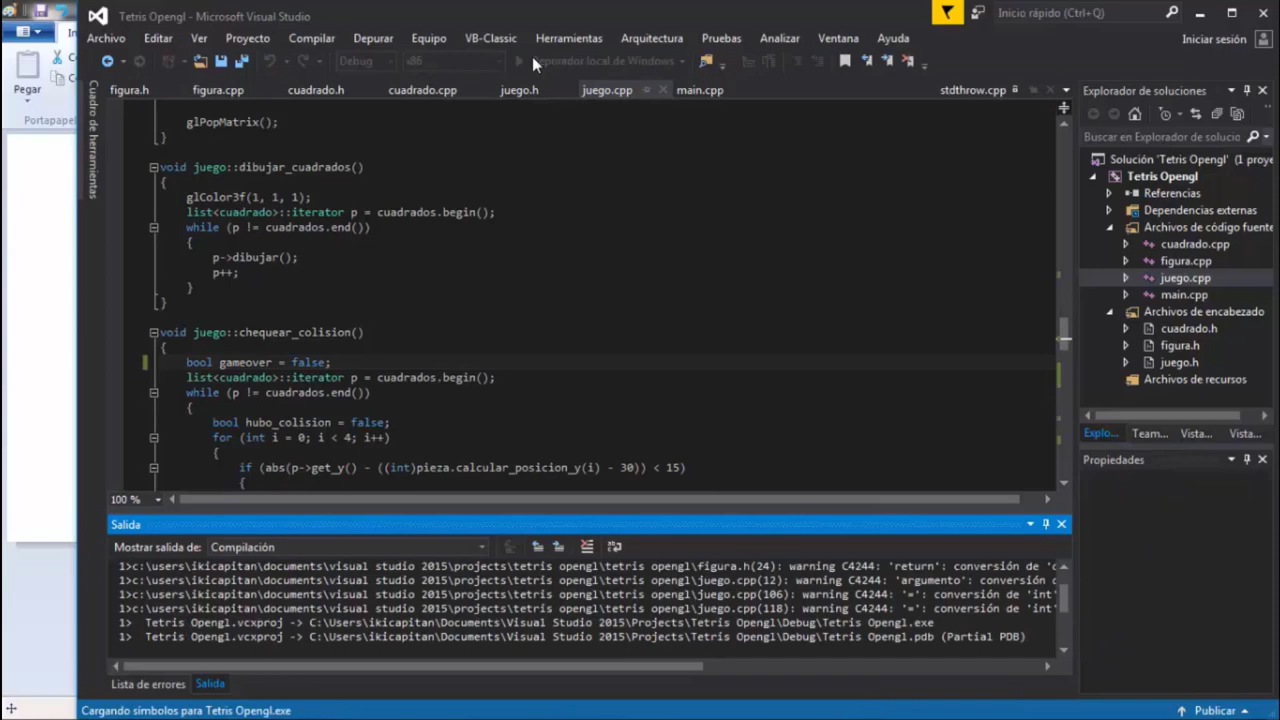 Tetris Opengl - Microsoft Visual Studio
Inicio rápido (Ctrl+Q)
Archivo Editar Ver Proyecto Compilar Depurar Equipo VB-Classic Herramientas Arquitectura Pruebas Analizar Ventana Ayuda
Iniciar sesión
Debug x86 Depurador local de Windows
Pegar
Portapapel
Cuadro de herramientas
figura.h figura.cpp cuadrado.h cuadrado.cpp juego.h juego.cpp main.cpp stdthrow.cpp
glPopMatrix();
}
void juego::dibujar_cuadrados()
{
glColor3f(1, 1, 1);
list<cuadrado>::iterator p = cuadrados.begin();
while (p != cuadrados.end())
{
p->dibujar();
p++;
}
}
void juego::chequear_colision()
{
bool gameover = false;
list<cuadrado>::iterator p = cuadrados.begin();
while (p != cuadrados.end())
{
bool hubo_colision = false;
for (int i = 0; i < 4; i++)
{
if (abs(p->get_y() - ((int)pieza.calcular_posicion_y(i) - 30)) < 15)
{
100 %
Explorador de soluciones
Buscar en Explorador de solucio
Solución 'Tetris Opengl' (1 proye
Tetris Opengl
Referencias
Dependencias externas
Archivos de código fuente
cuadrado.cpp
figura.cpp
juego.cpp
main.cpp
Archivos de encabezado
cuadrado.h
figura.h
juego.h
Archivos de recursos
Explo... Team... Vista... Vista...
Propiedades
Salida
Mostrar salida de: Compilación
1>c:\users\ikicapitan\documents\visual studio 2015\projects\tetris opengl\tetris opengl\figura.h(24): warning C4244: 'return': conversión de 'c
1>c:\users\ikicapitan\documents\visual studio 2015\projects\tetris opengl\tetris opengl\juego.cpp(12): warning C4244: 'argumento': conversión d
1>c:\users\ikicapitan\documents\visual studio 2015\projects\tetris opengl\tetris opengl\juego.cpp(106): warning C4244: '=': conversión de 'int'
1>c:\users\ikicapitan\documents\visual studio 2015\projects\tetris opengl\tetris opengl\juego.cpp(118): warning C4244: '=': conversión de 'int'
1> Tetris Opengl.vcxproj -> C:\Users\ikicapitan\Documents\Visual Studio 2015\Projects\Tetris Opengl\Debug\Tetris Opengl.exe
1> Tetris Opengl.vcxproj -> C:\Users\ikicapitan\Documents\Visual Studio 2015\Projects\Tetris Opengl\Debug\Tetris Opengl.pdb (Partial PDB)
Lista de errores Salida
Cargando símbolos para Tetris Opengl.exe
Publicar